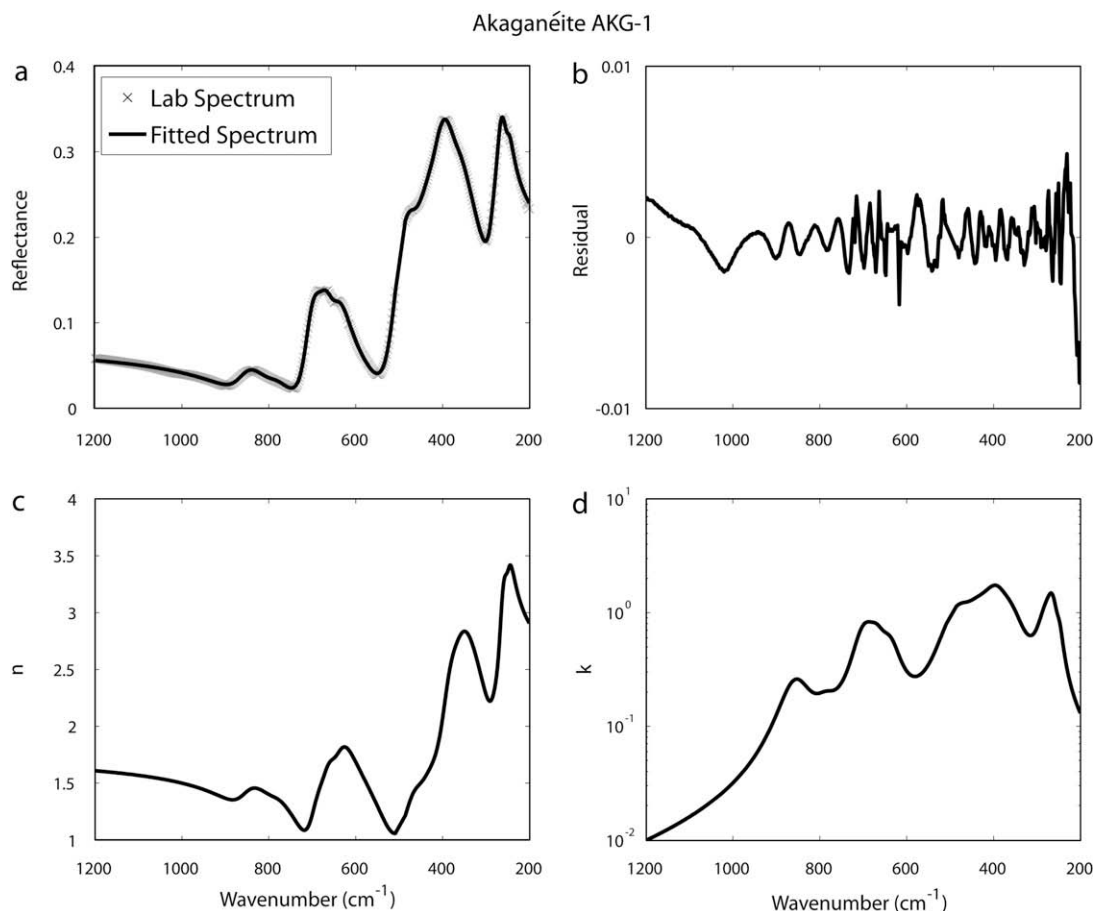 Akaganéite AKG-1
a
0.4
0.3
0.2
0.1
0
Reflectance
× Lab Spectrum
Fitted Spectrum
1200 1000 800 600 400 200
b
0.01
0
-0.01
Residual
1200 1000 800 600 400 200
c
4
3.5
3
2.5
2
1.5
1
n
1200 1000 800 600 400 200
Wavenumber (cm⁻¹)
d
10¹
10⁰
10⁻¹
10⁻²
k
1200 1000 800 600 400 200
Wavenumber (cm⁻¹)